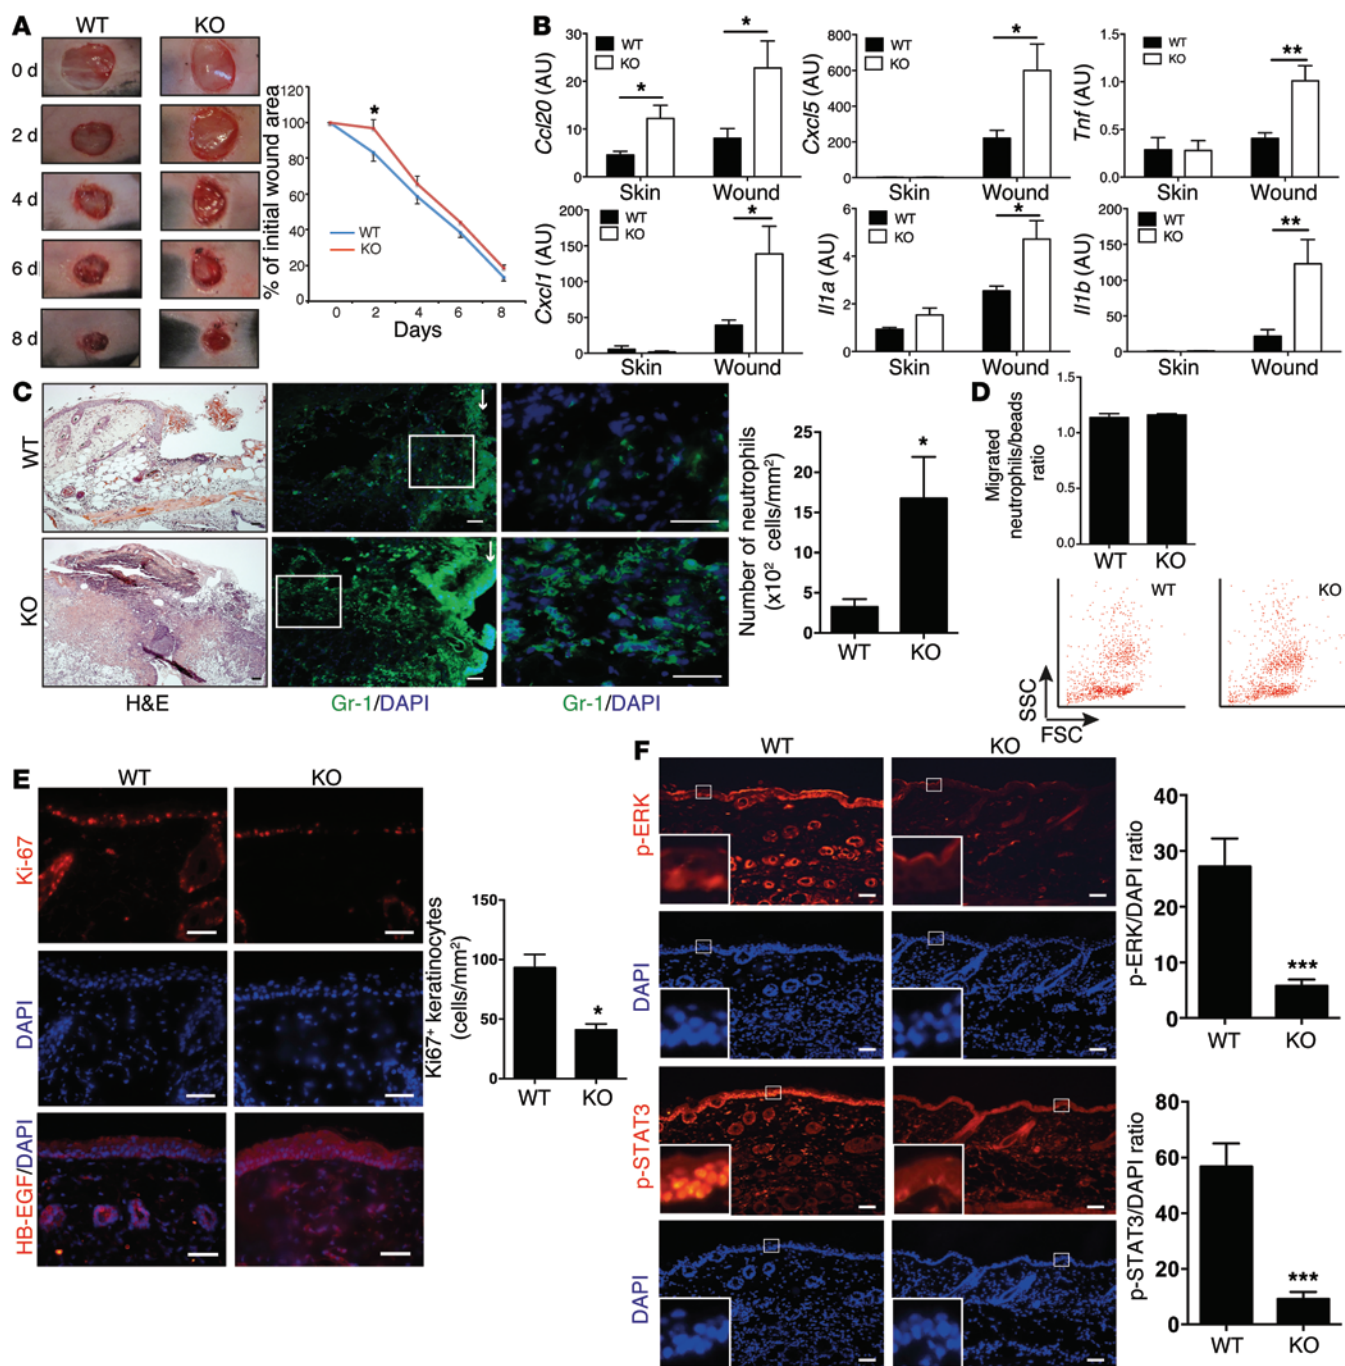 A
WT KO
0 d
2 d
4 d
6 d
8 d
% of initial wound area
120
100
80
60
40
20
0
*
WT
KO
0 2 4 6 8
Days
B
Ccl20 (AU)
30
20
10
0
WT
KO
*
*
Skin Wound
Cxcl5 (AU)
800
600
400
200
0
WT
KO
*
Skin Wound
Tnf (AU)
1.5
1.0
0.5
0.0
WT
KO
**
Skin Wound
Cxcl1 (AU)
200
150
100
50
0
WT
KO
*
Skin Wound
Il1a (AU)
6
4
2
0
WT
KO
*
Skin Wound
Il1b (AU)
200
150
100
50
0
WT
KO
**
Skin Wound
C
WT
KO
H&E
Gr-1/DAPI
Gr-1/DAPI
Number of neutrophils
(x10² cells/mm²)
25
20
15
10
5
0
*
WT KO
D
Migrated
neutrophils/beads
ratio
1.5
1.0
0.5
0.0
WT KO
WT
KO
SSC
FSC
E
WT KO
Ki-67
DAPI
HB-EGF/DAPI
Ki67⁺ keratinocytes
(cells/mm²)
150
100
50
0
*
WT KO
F
WT KO
p-ERK
DAPI
p-STAT3
DAPI
p-ERK/DAPI ratio
40
30
20
10
0
***
WT KO
p-STAT3/DAPI ratio
80
60
40
20
0
***
WT KO